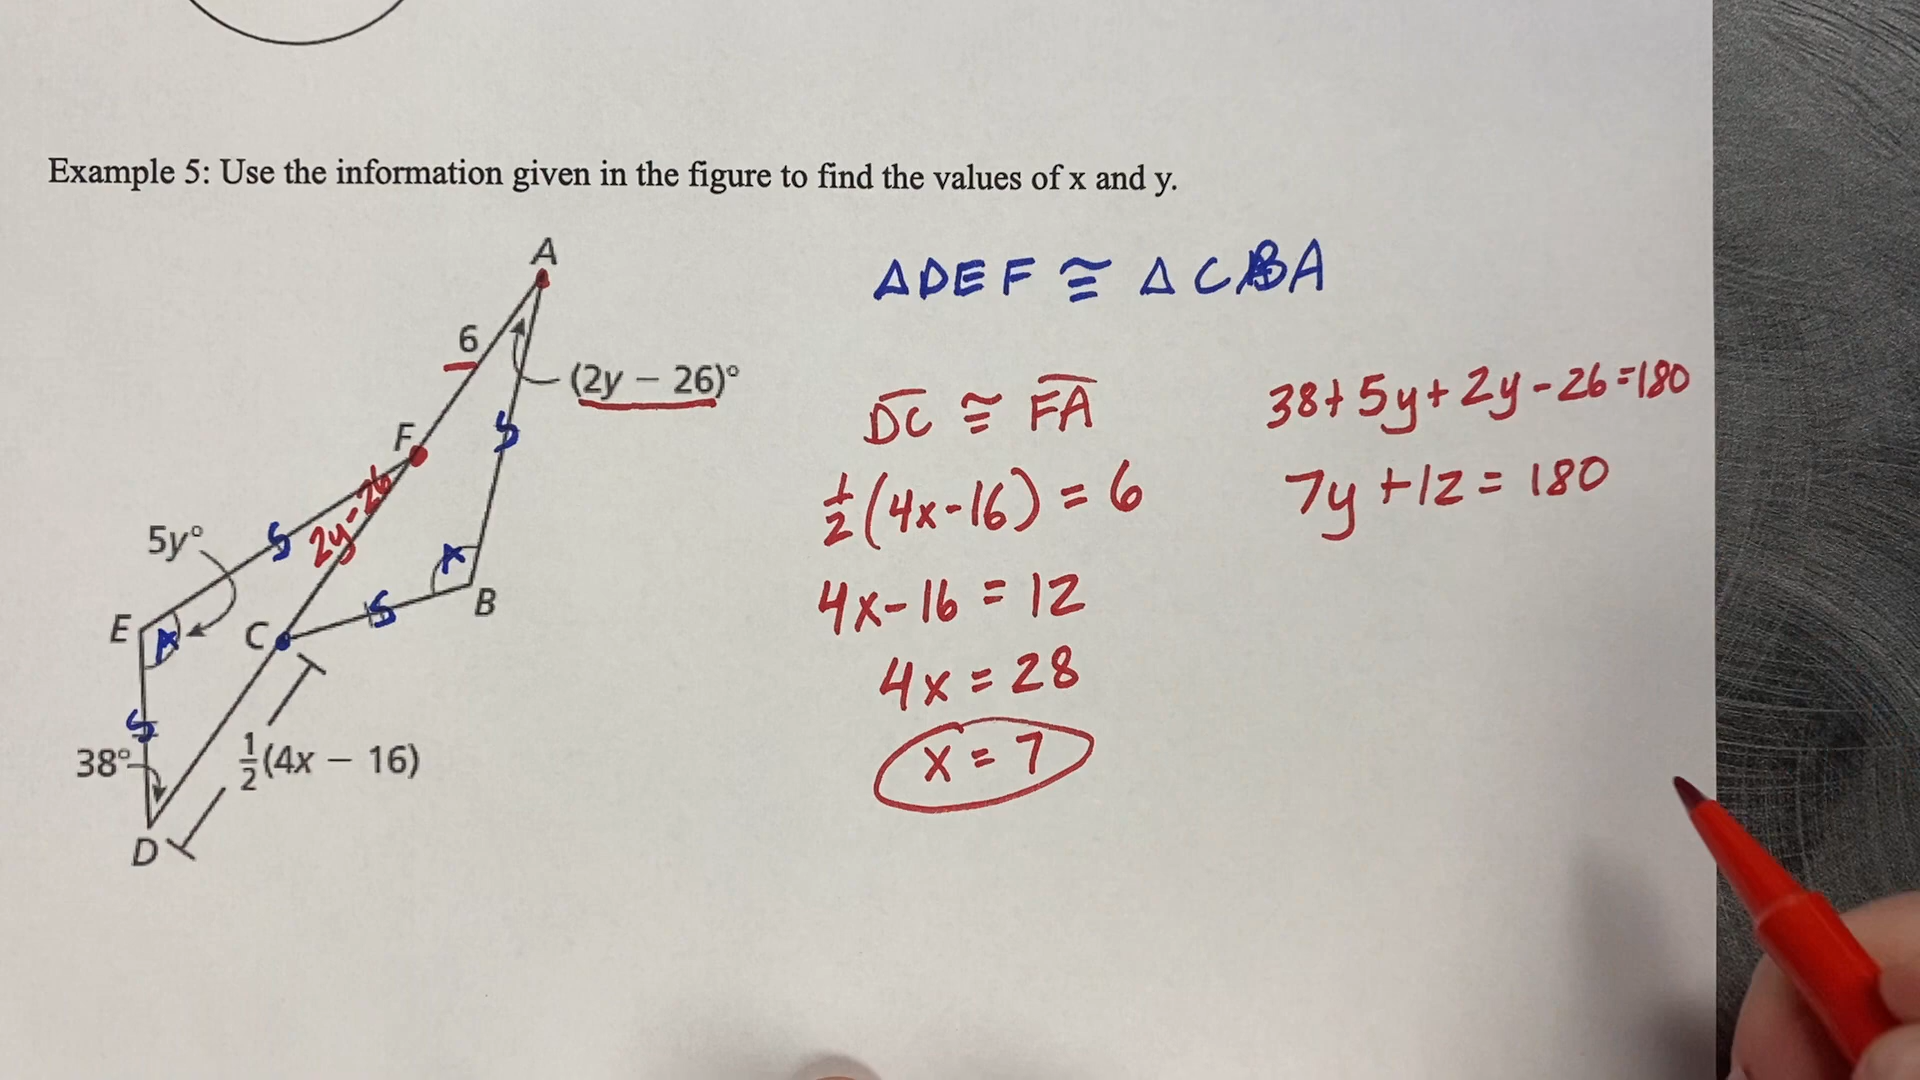 Example 5: Use the information given in the figure to find the values of x and y.
A
6
(2y – 26)°
S
F
2y-26
S
5y°
A
B
E
A
C
S
S
38°
1/2(4x – 16)
D
△DEF ≅ △CBA
DC ≅ FA
1/2(4x-16) = 6
4x-16 = 12
4x = 28
x = 7
38+5y+2y-26=180
7y+12=180